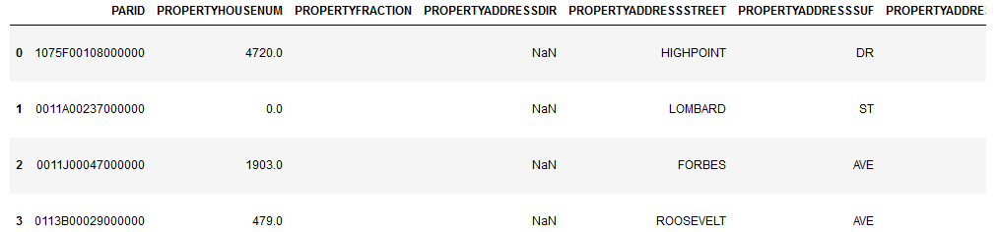 PARID PROPERTYHOUSENUM PROPERTYFRACTION PROPERTYADDRESSDIR PROPERTYADDRESSSTREET PROPERTYADDRESSSUF PROPERTYADDRES
0 1075F00108000000 4720.0 NaN HIGHPOINT DR
1 0011A00237000000 0.0 NaN LOMBARD ST
2 0011J00047000000 1903.0 NaN FORBES AVE
3 0113B00029000000 479.0 NaN ROOSEVELT AVE